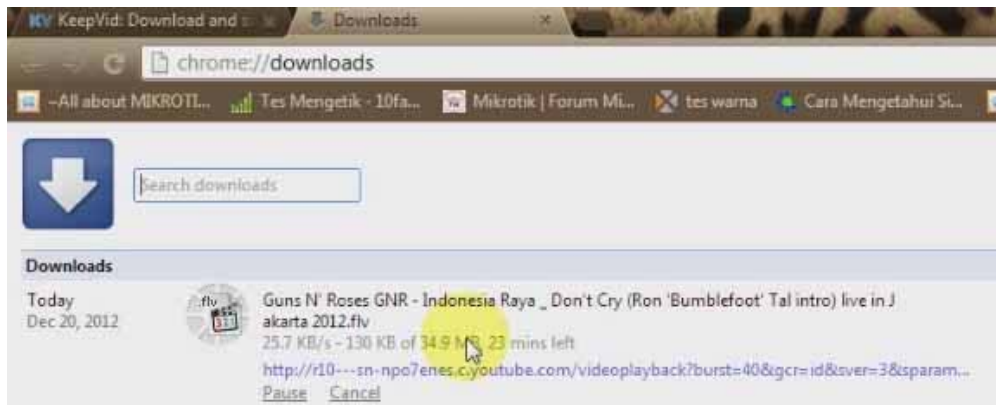 KV KeepVid: Download and s
Downloads
chrome://downloads
~All about MIKROTI... Tes Mengetik - 10fa... Mikrotik | Forum Mi... tes warna Cara Mengetahui Si...
Search downloads
Downloads
Today
Dec 20, 2012
.flv
Guns N' Roses GNR - Indonesia Raya _ Don't Cry (Ron 'Bumblefoot' Tal intro) live in J
akarta 2012.flv
25.7 KB/s - 130 KB of 34.9 MB, 23 mins left
http://r10---sn-npo7enes.c.youtube.com/videoplayback?burst=40&gcr=id&sver=3&sparam...
Pause Cancel